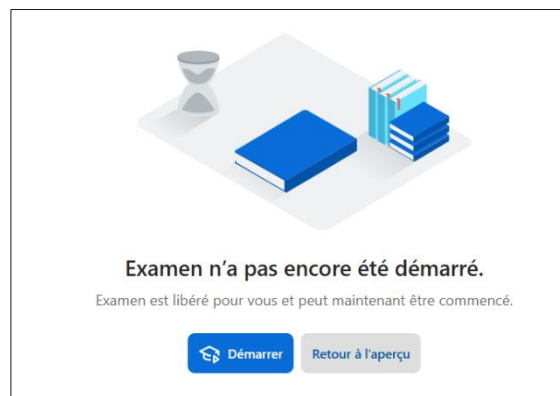 Examen n'a pas encore été démarré.
Examen est libéré pour vous et peut maintenant être commencé.
Démarrer
Retour à l'aperçu